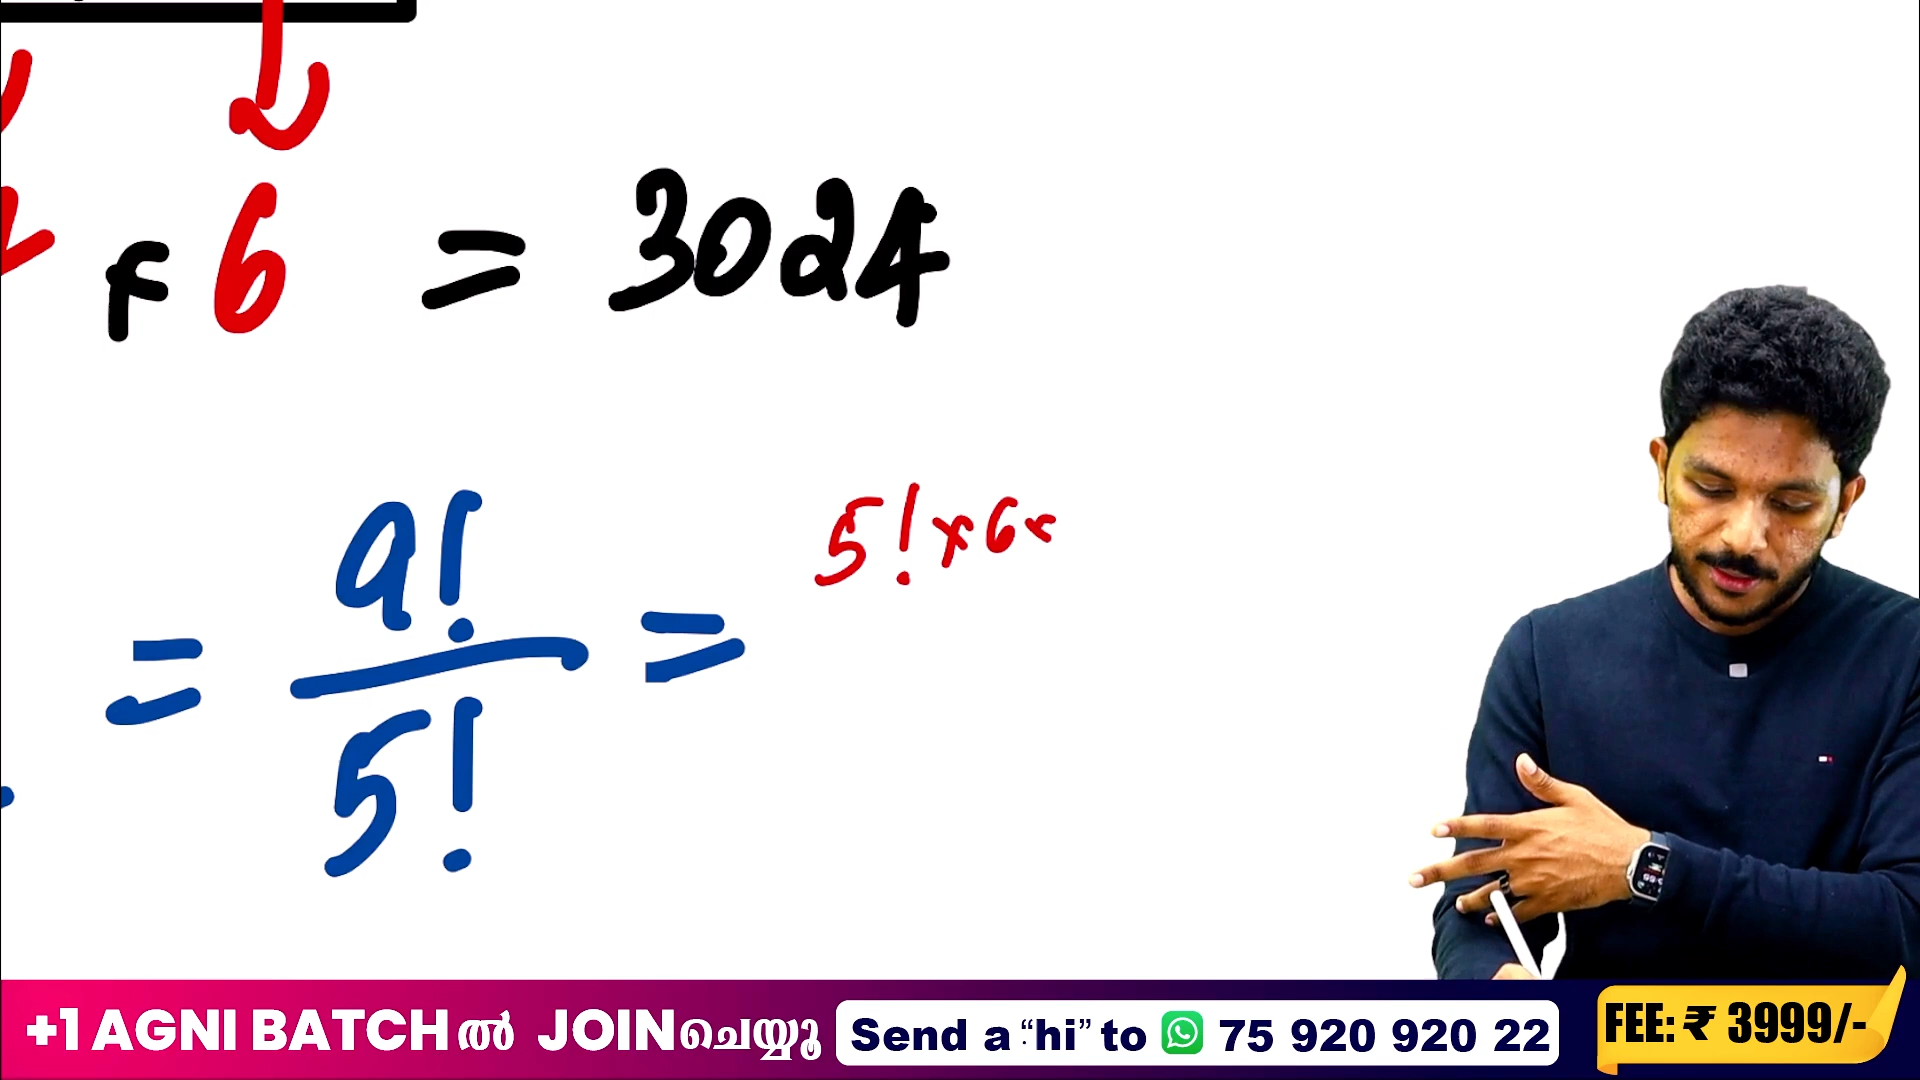 × 6 = 3024
= 9! / 5! = 5! × 6 ×
+1 AGNI BATCH ൽ JOIN ചെയ്യൂ Send a “hi” to 75 920 920 22 FEE: ₹ 3999/-